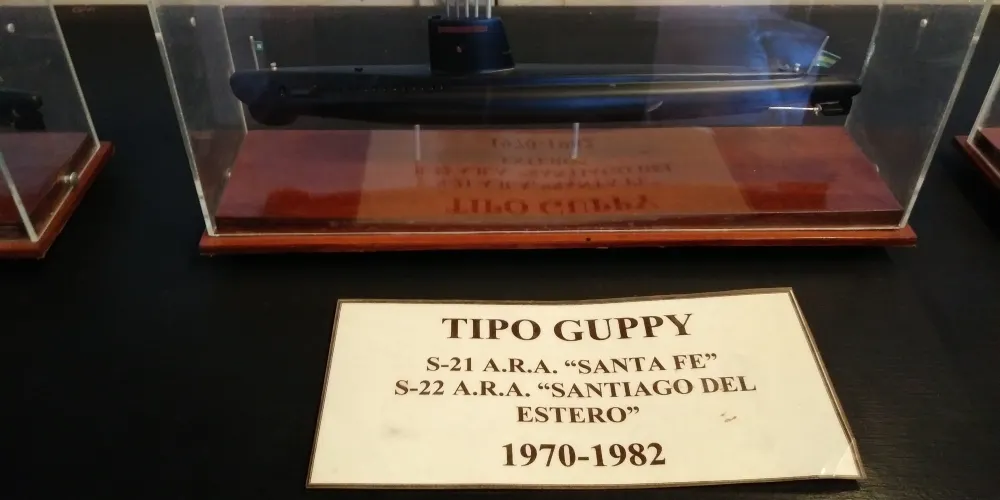 TIPO GUPPY
S-21 A.R.A. “SANTA FE”
S-22 A.R.A. “SANTIAGO DEL
ESTERO”
1970-1982